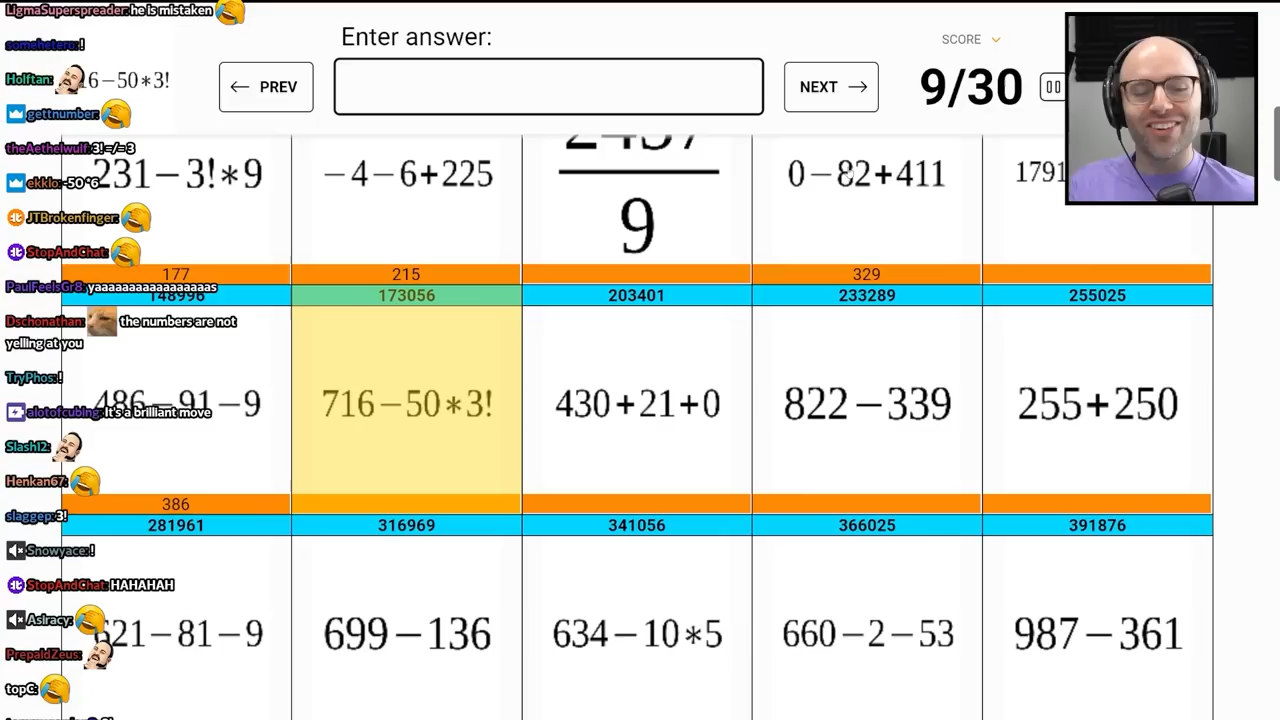 LigmaSuperspreader: he is mistaken
somehetero: !
Holftan:
gettnumber:
theAethelwulf: 3! =/= 3
ekklo: -50*6
JTBrokenfinger:
StopAndChat:
PaulFeelsGr8: yaaaaaaaaaaaaaaaaas
Dschonathan: the numbers are not
yelling at you
TryPhos: !
alotofcubing: It's a brilliant move
Slash12:
Henkan67:
slaggep: 3!
Snowyace: !
StopAndChat: HAHAHAH
Aslracy:
PrepaidZeus:
topC:
Enter answer:
16−50∗3!
← PREV
NEXT →
SCORE
9/30
231−3!∗9
−4−6+225
2437
9
0−82+411
1791
177
215
329
148996
173056
203401
233289
255025
486−91−9
716−50∗3!
430+21+0
822−339
255+250
386
281961
316969
341056
366025
391876
621−81−9
699−136
634−10∗5
660−2−53
987−361